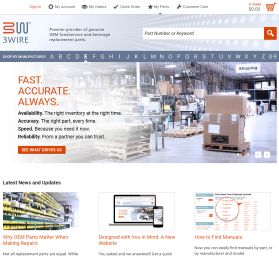 Sign In My Account My Orders Quick Order My Parts Customer Care
0 ITEMS
$0.00
3WIRE
Premier provider of genuine
OEM foodservice and beverage
replacement parts.
Part Number or Keyword
SHOP BY MANUFACTURER: A B C D E F G H I J K L M N O P Q R S T U V W X Y Z 0-9
SHIPPING
FAST.
ACCURATE.
ALWAYS.
Availability. The right inventory at the right time.
Accuracy. The right part, every time.
Speed. Because you need it now.
Reliability. From a partner you can trust.
SEE WHAT DRIVES US
Latest News and Updates
Why OEM Parts Matter When
Making Repairs
Not all replacement parts are equal. While
Designed with You in Mind: A New
Website
You asked and we answered! Get a quick
How to Find Manuals
Now you can easily find manuals by part, or
by manufacturer and model.